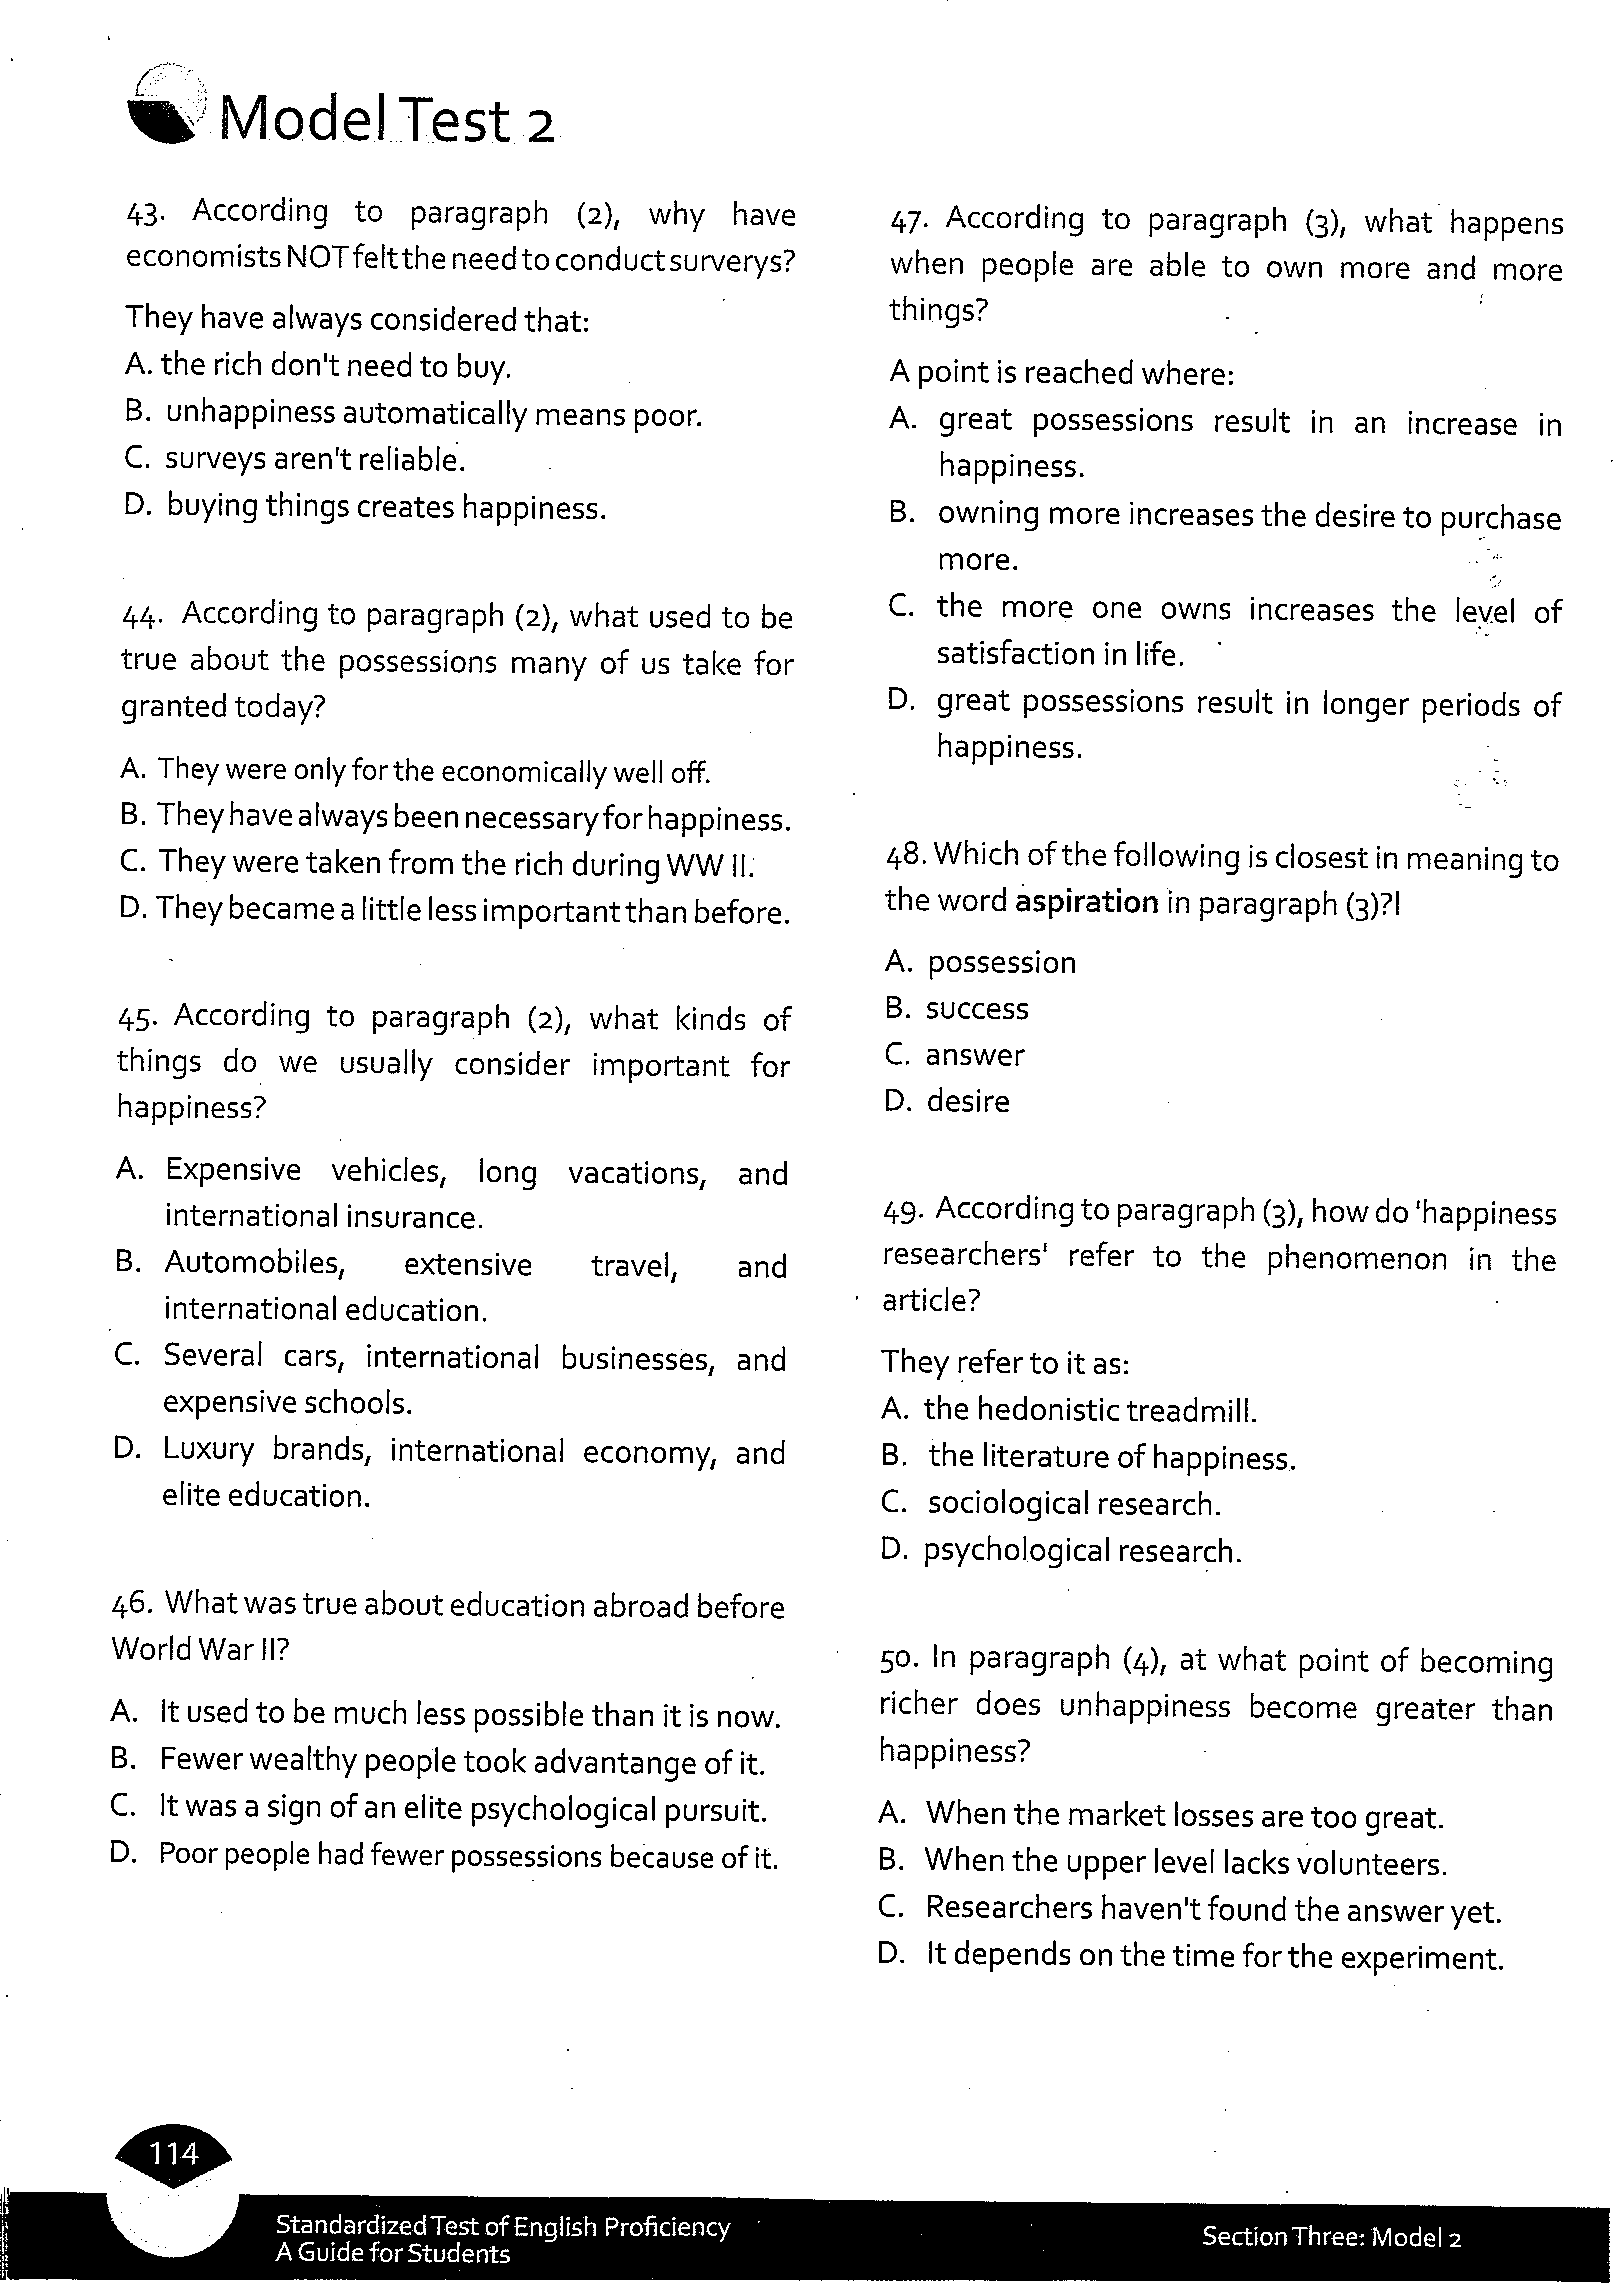 Model Test 2
43. According to paragraph (2), why have
economists NOT felt the need to conduct surverys?
They have always considered that:
A. the rich don't need to buy.
B. unhappiness automatically means poor.
C. surveys aren't reliable.
D. buying things creates happiness.
44. According to paragraph (2), what used to be
true about the possessions many of us take for
granted today?
A. They were only for the economically well off.
B. They have always been necessary for happiness.
C. They were taken from the rich during WW II.
D. They became a little less important than before.
45. According to paragraph (2), what kinds of
things do we usually consider important for
happiness?
A. Expensive vehicles, long vacations, and
international insurance.
B. Automobiles, extensive travel, and
international education.
C. Several cars, international businesses, and
expensive schools.
D. Luxury brands, international economy, and
elite education.
46. What was true about education abroad before
World War II?
A. It used to be much less possible than it is now.
B. Fewer wealthy people took advantange of it.
C. It was a sign of an elite psychological pursuit.
D. Poor people had fewer possessions because of it.
47. According to paragraph (3), what happens
when people are able to own more and more
things?
A point is reached where:
A. great possessions result in an increase in
happiness.
B. owning more increases the desire to purchase
more.
C. the more one owns increases the level of
satisfaction in life.
D. great possessions result in longer periods of
happiness.
48. Which of the following is closest in meaning to
the word aspiration in paragraph (3)?l
A. possession
B. success
C. answer
D. desire
49. According to paragraph (3), how do 'happiness
researchers' refer to the phenomenon in the
article?
They refer to it as:
A. the hedonistic treadmill.
B. the literature of happiness.
C. sociological research.
D. psychological research.
50. In paragraph (4), at what point of becoming
richer does unhappiness become greater than
happiness?
A. When the market losses are too great.
B. When the upper level lacks volunteers.
C. Researchers haven't found the answer yet.
D. It depends on the time for the experiment.
114
Standardized Test of English Proficiency
A Guide for Students
Section Three: Model 2